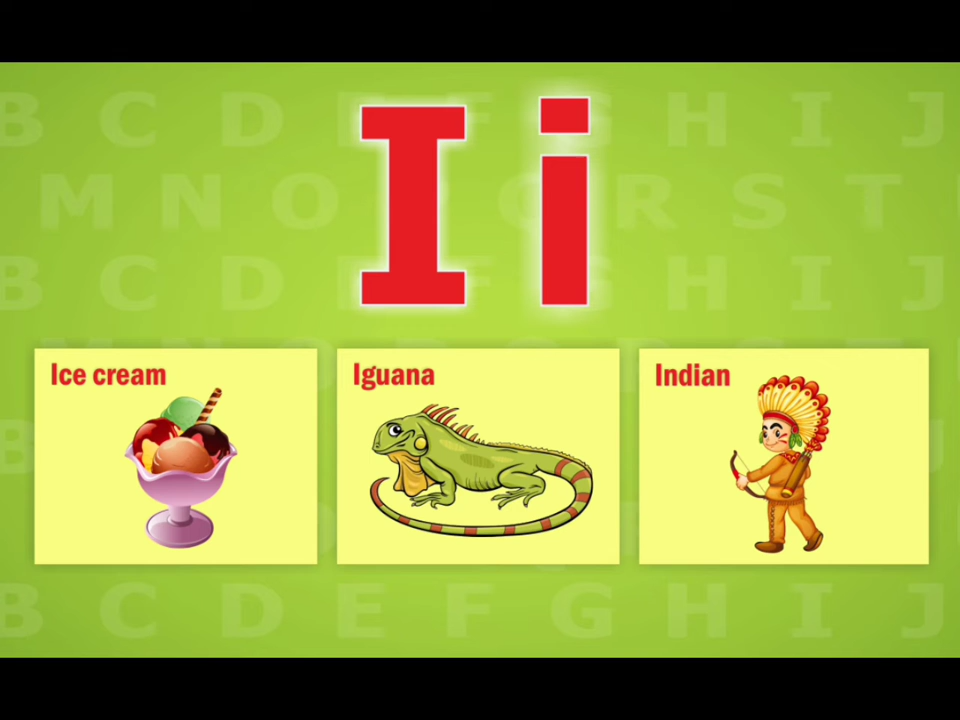 I i
Ice cream
Iguana
Indian
B C D E F G H I J
M N O Q R S T
B C D E F G H I J
B C D E F G H I J